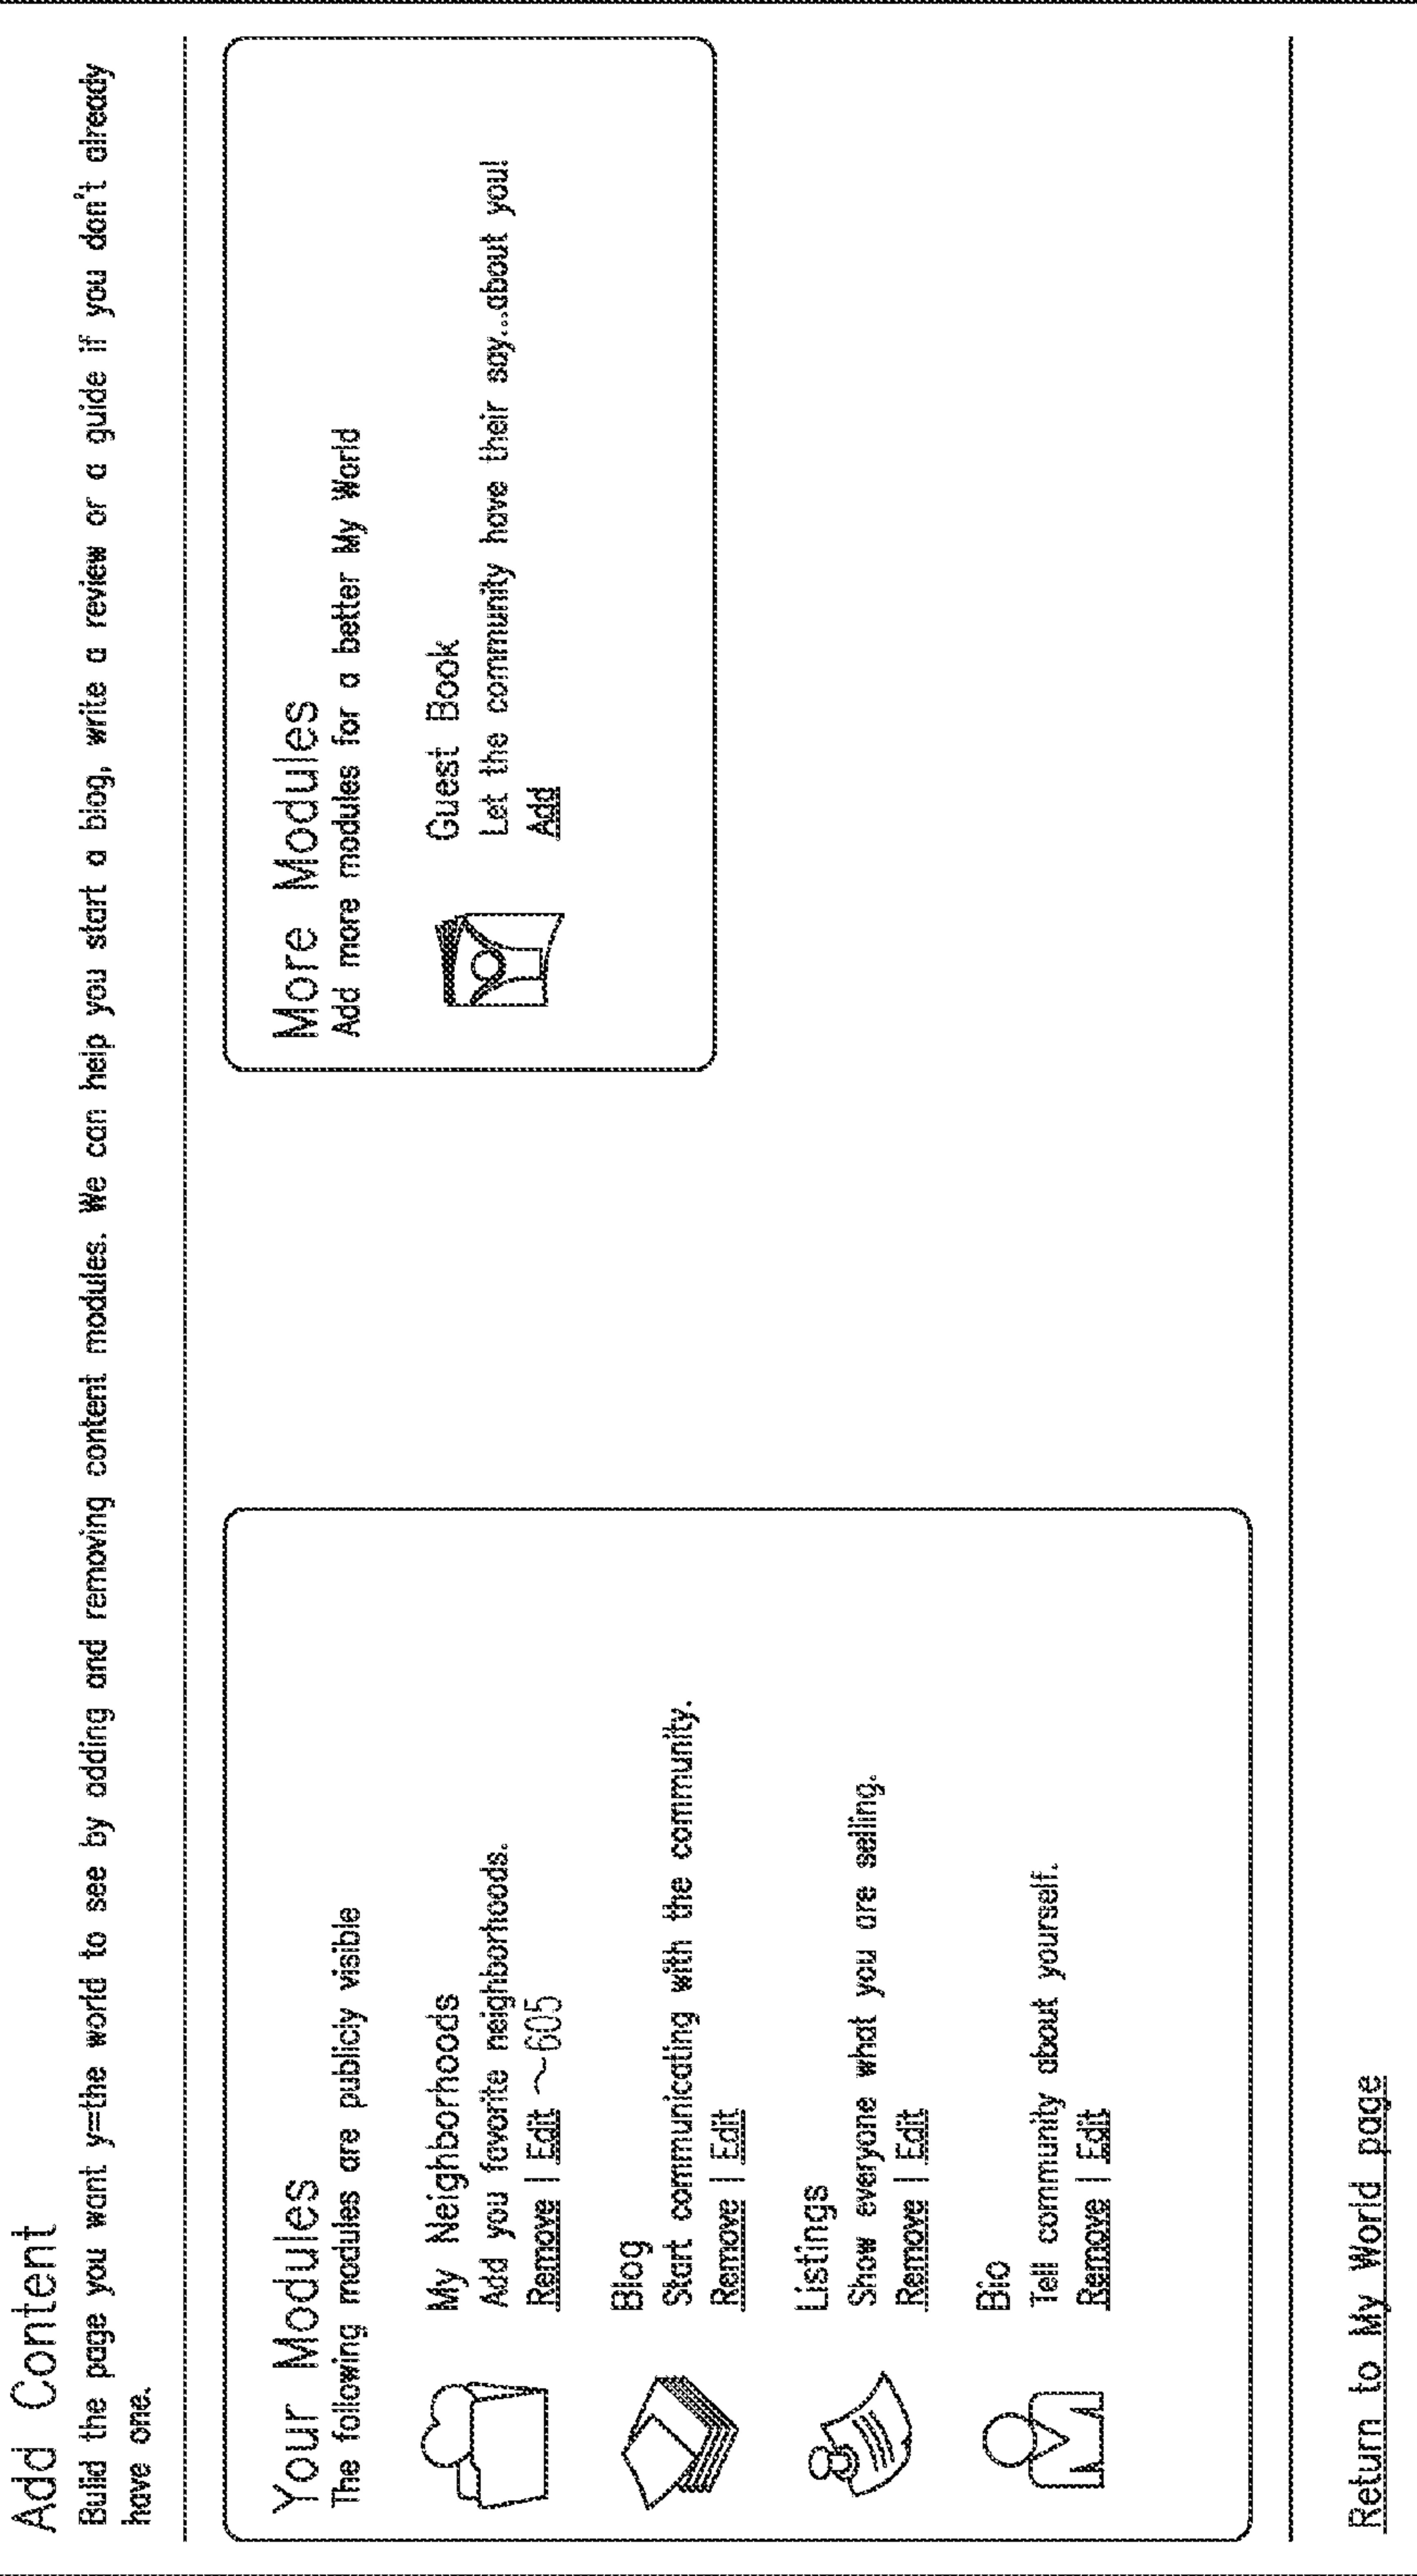 Add Content
Build the page you want y=the world to see by adding and removing content modules. We can help you start a blog, write a review or a guide if you don't already
have one.
Your Modules
The following modules are publicly visible
My Neighborhoods
Add you favorite neighborhoods.
Remove | Edit ~605
Blog
Start communicating with the community.
Remove | Edit
Listings
Show everyone what you are selling.
Remove | Edit
Bio
Tell community about yourself.
Remove | Edit
More Modules
Add more modules for a better My World
Guest Book
Let the community have their say...about you!
Add
Return to My World page